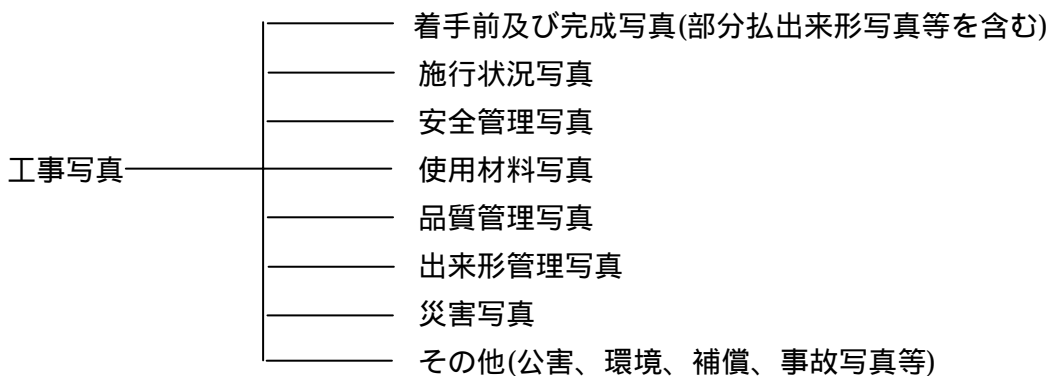 着手前及び完成写真(部分払出来形写真等を含む)
施行状況写真
安全管理写真
工事写真
使用材料写真
品質管理写真
出来形管理写真
災害写真
その他(公害、環境、補償、事故写真等)